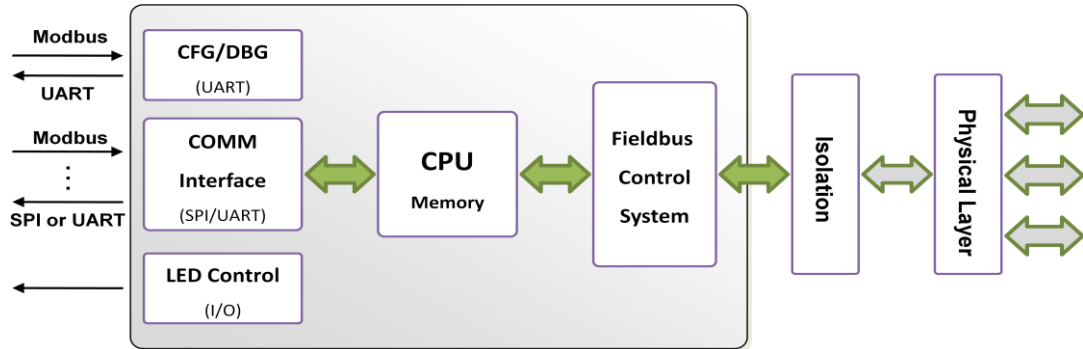 Modbus
UART
Modbus
⋮
SPI or UART
CFG/DBG
(UART)
COMM
Interface
(SPI/UART)
LED Control
(I/O)
CPU
Memory
Fieldbus
Control
System
Isolation
Physical Layer